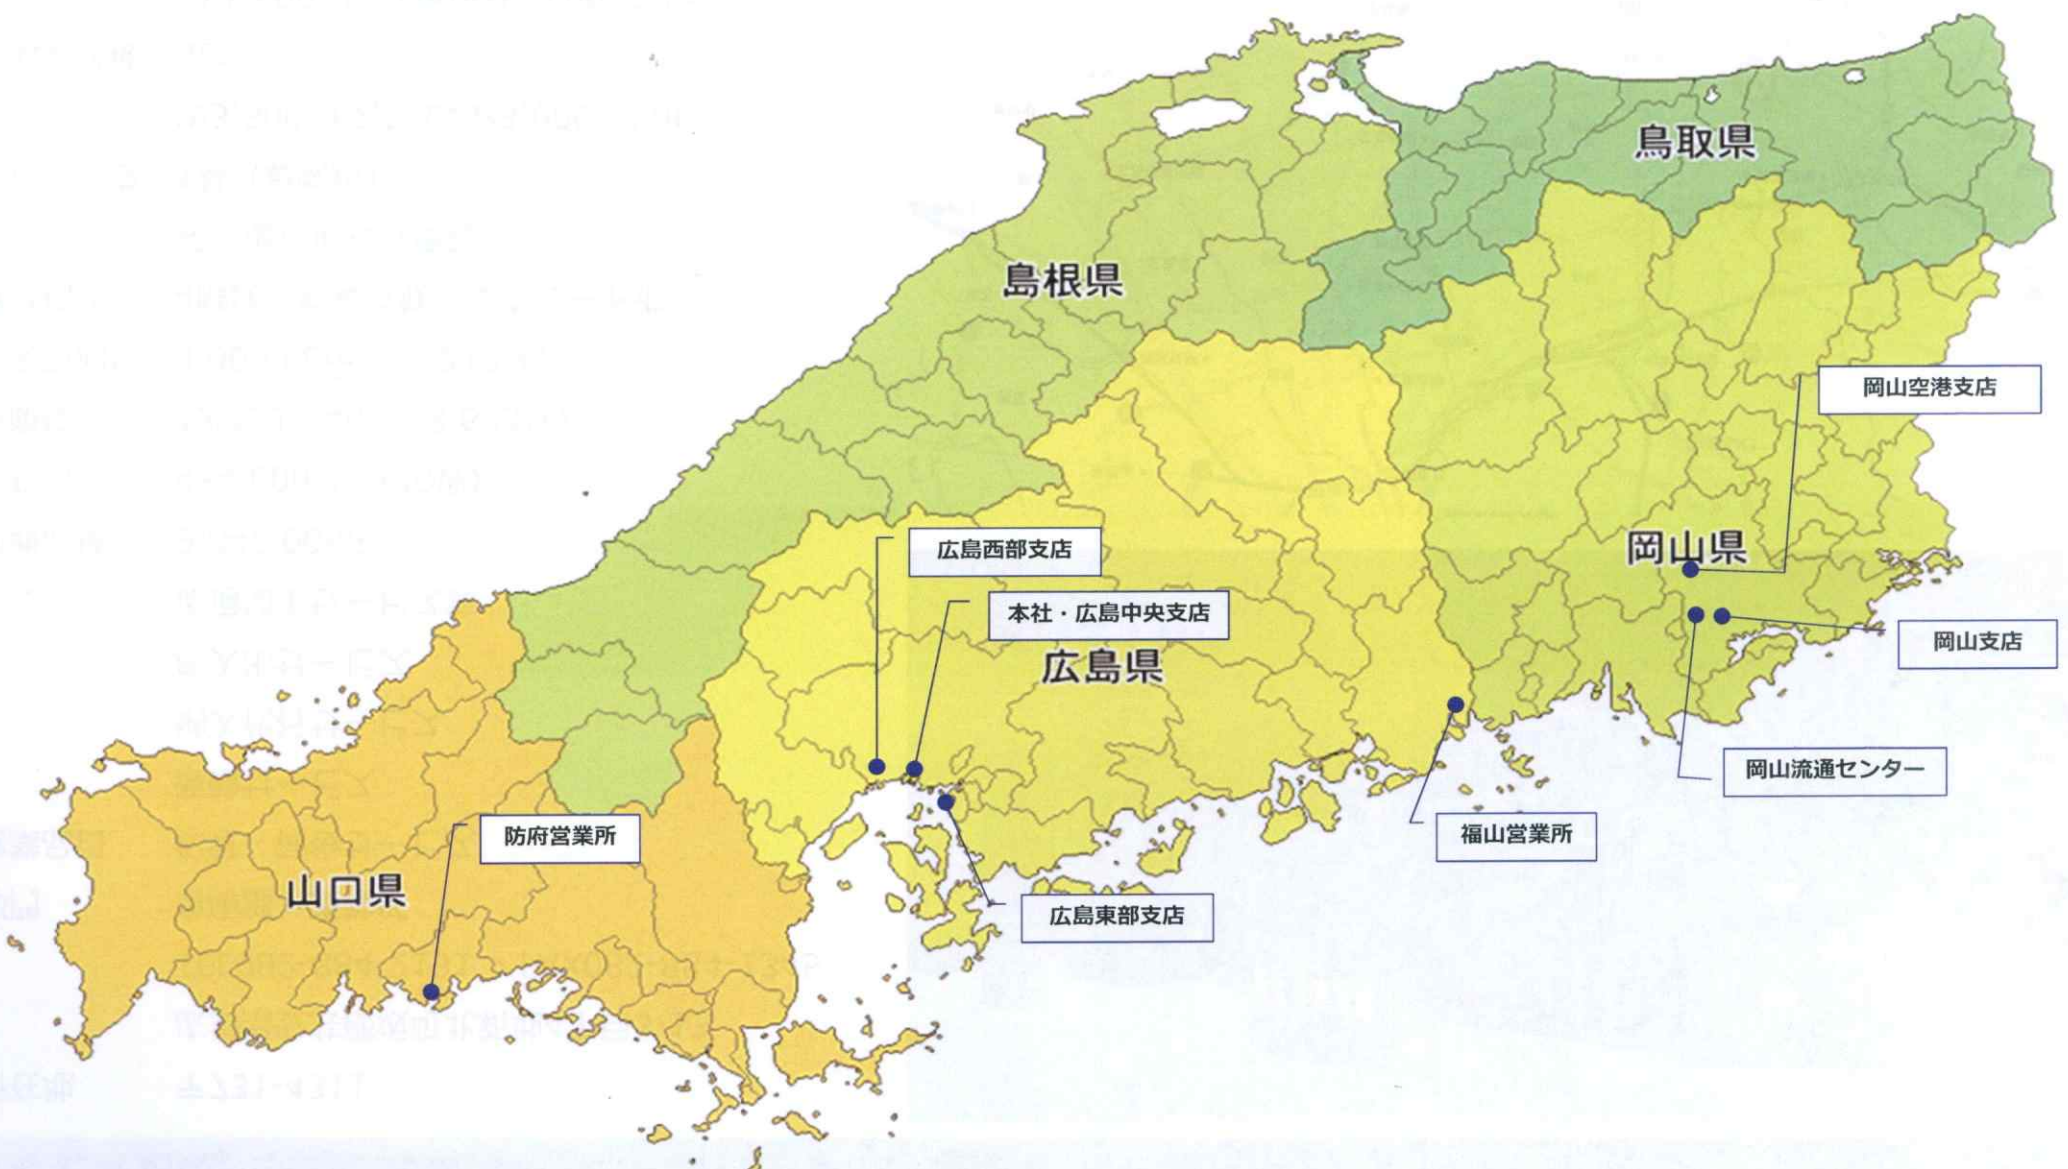 鳥取県
島根県
岡山空港支店
広島西部支店
岡山県
本社・広島中央支店
岡山支店
広島県
岡山流通センター
防府営業所
福山営業所
山口県
広島東部支店